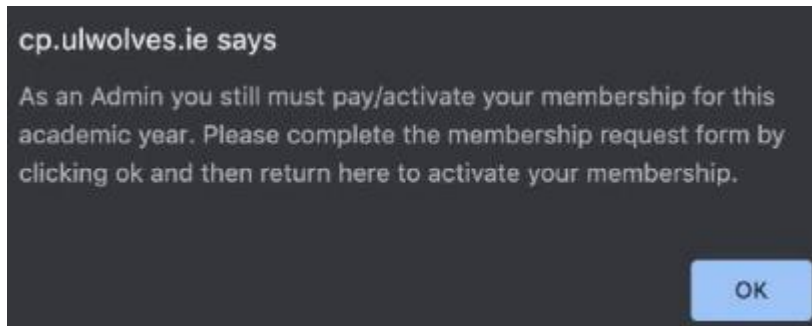 cp.ulwolves.ie says
As an Admin you still must pay/activate your membership for this
academic year. Please complete the membership request form by
clicking ok and then return here to activate your membership.
OK